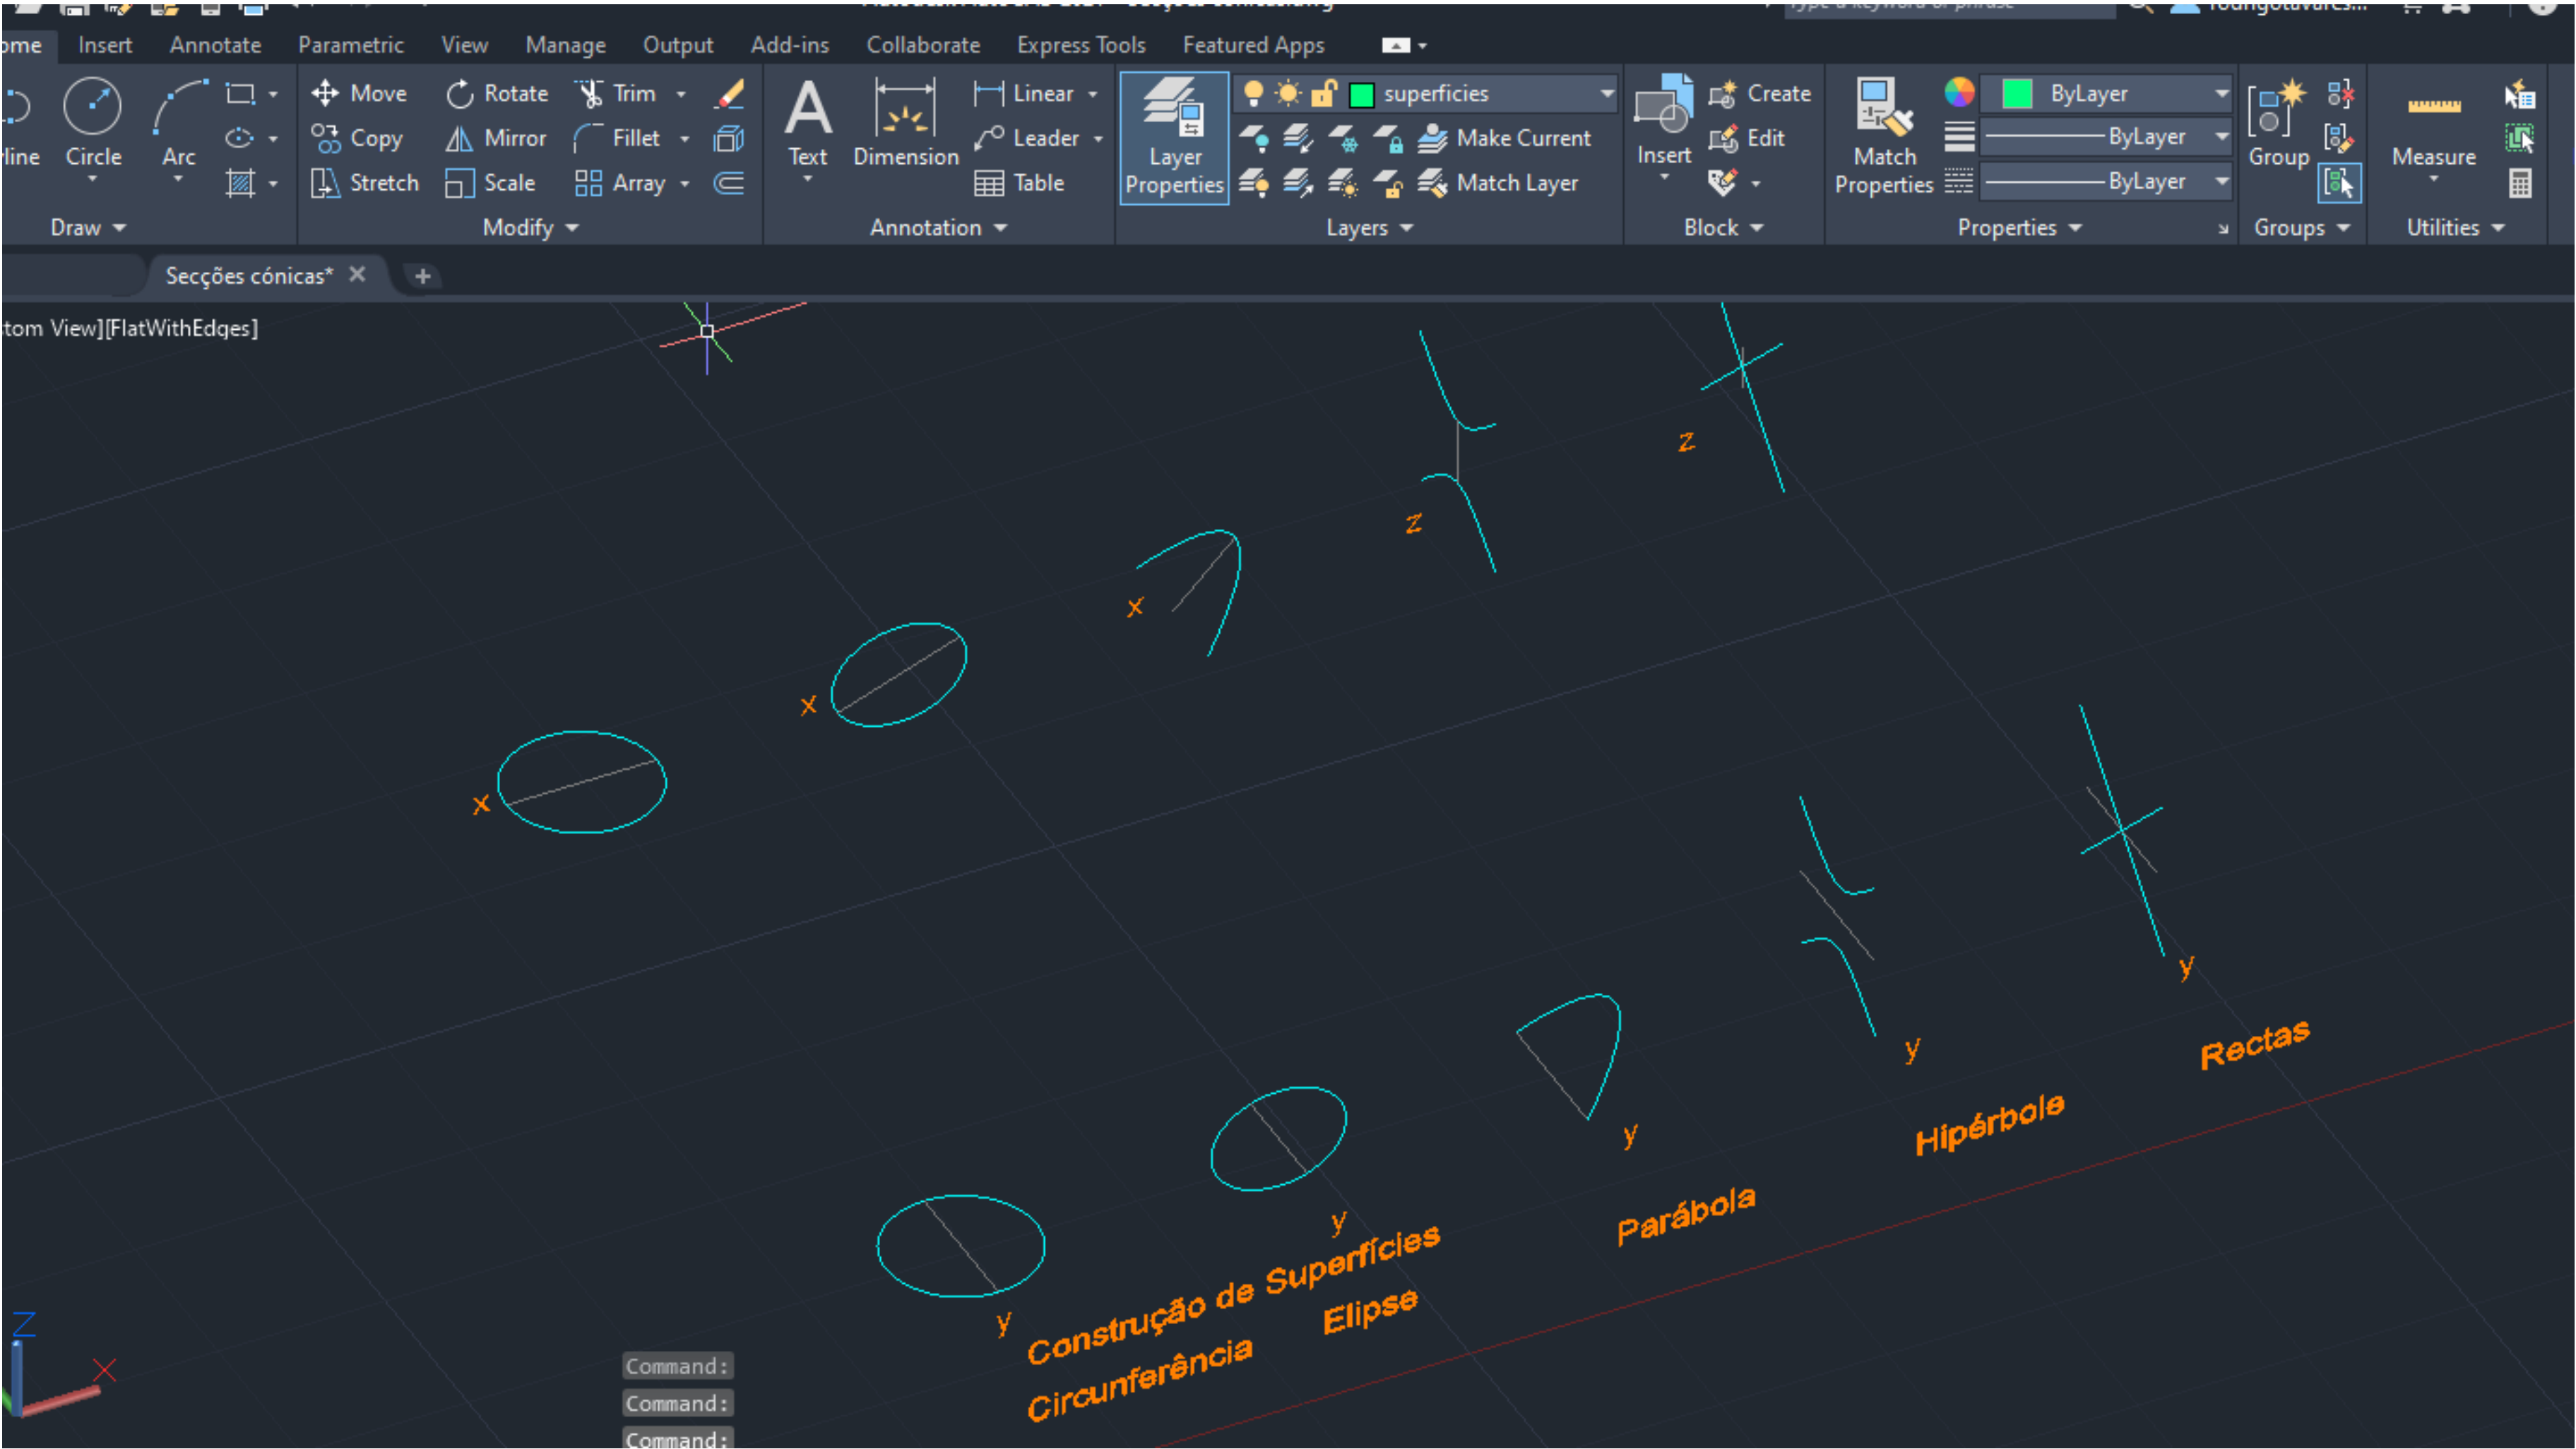 Insert Annotate Parametric View Manage Output Add-ins Collaborate Express Tools Featured Apps
Move Rotate Trim Linear superficies Create ByLayer
Copy Mirror Fillet Leader Make Current Edit ByLayer
Circle Arc Text Dimension Layer Properties Insert Match Properties Group Measure
Stretch Scale Array Table Match Layer ByLayer
Draw Modify Annotation Layers Block Properties Groups Utilities
Secções cónicas*
tom View][FlatWithEdges]
z
z
x
x
x
y
y
y
y
y
Rectas
Hipérbole
Parábola
Construção de Superfícies
Elipse
Circunferência
Z
X
Command:
Command:
Command: